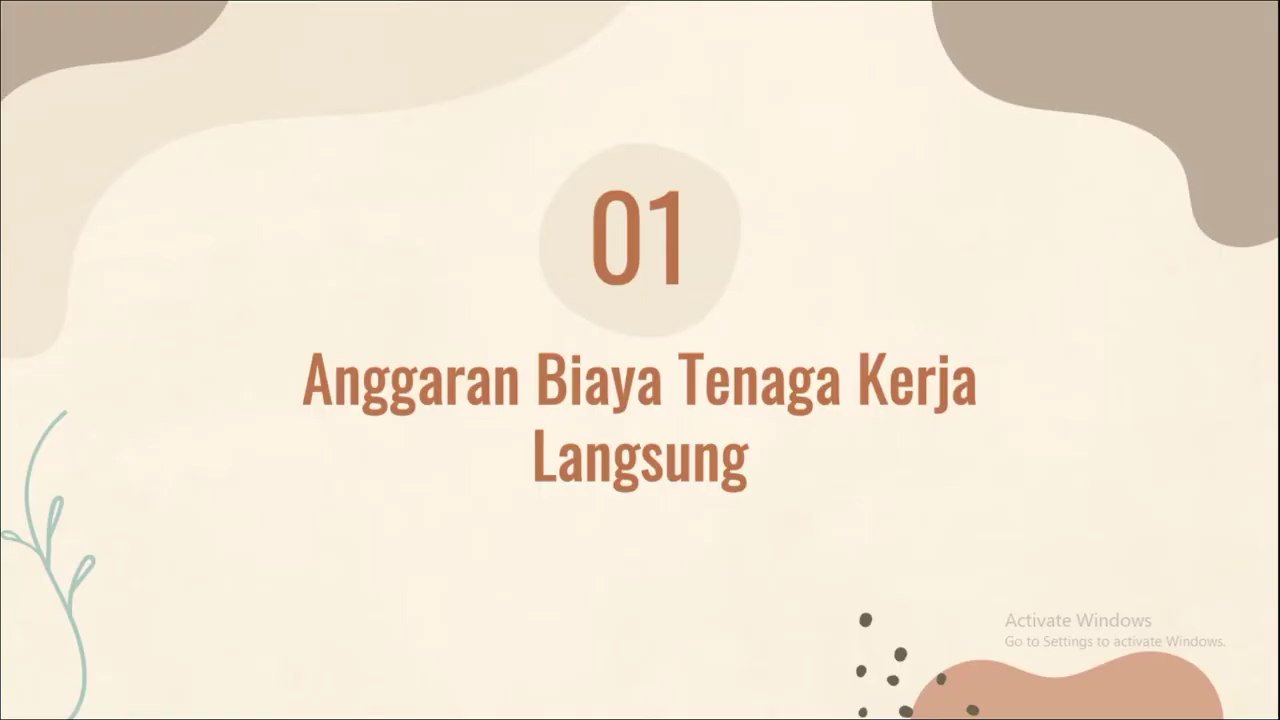 01
Anggaran Biaya Tenaga Kerja
Langsung
Activate Windows
Go to Settings to activate Windows.